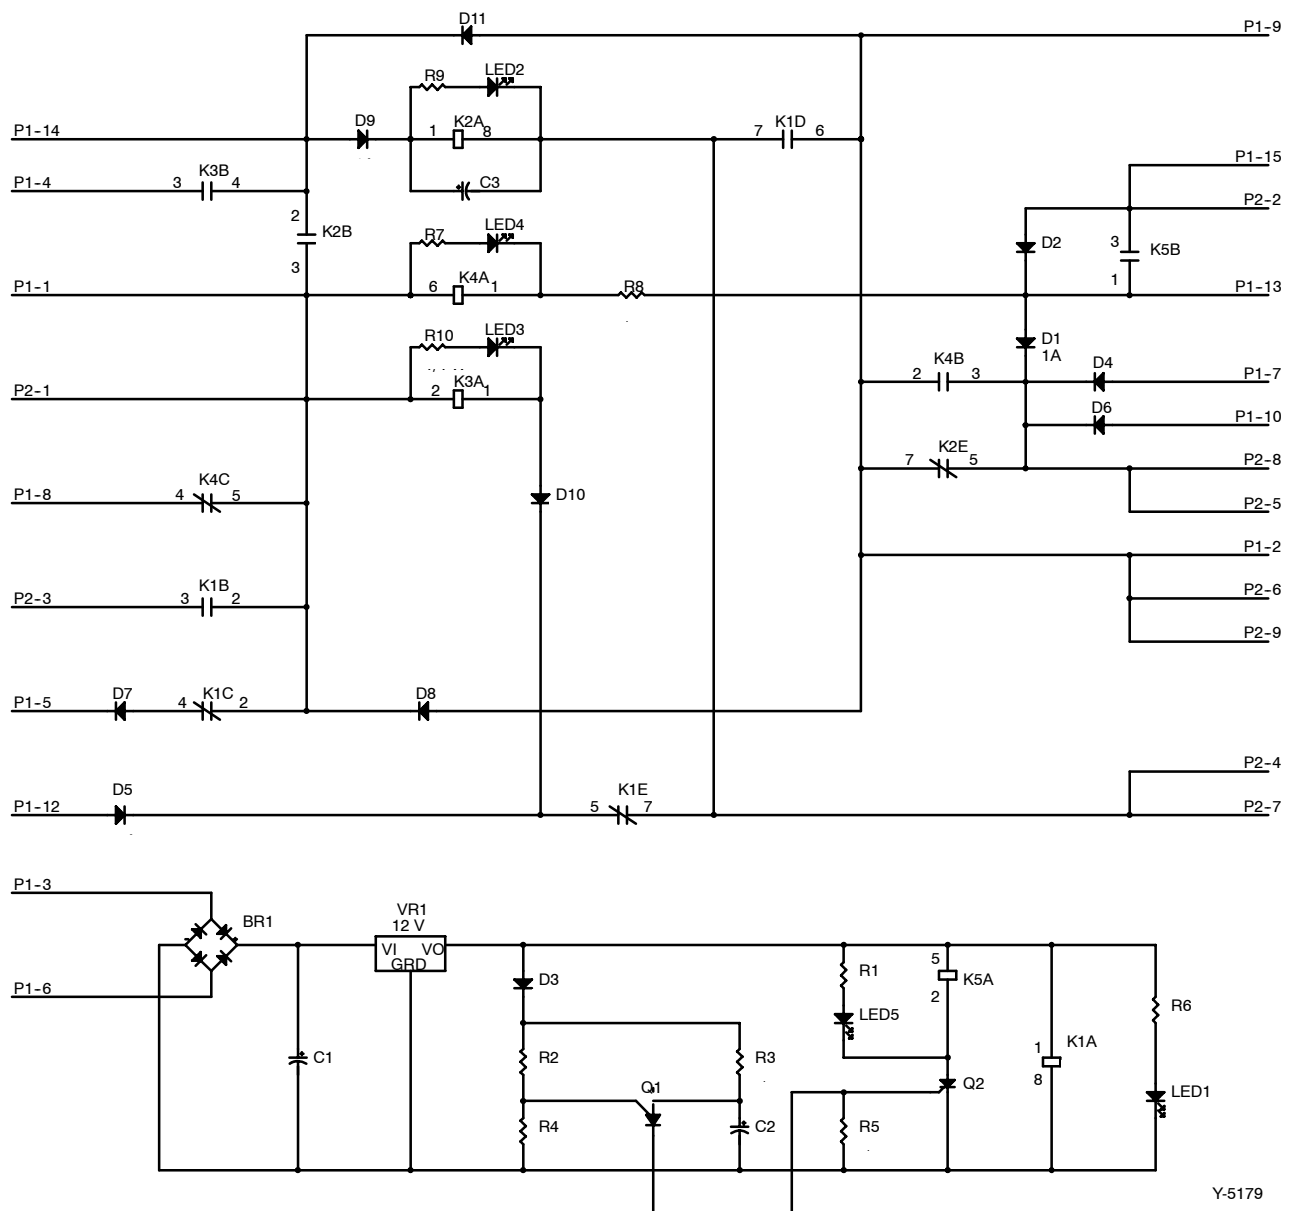 D11
P1-9
R9
LED2
P1-14
D9
1
K2A
8
7
K1D
6
P1-4
3
K3B
4
C3
P1-15
P2-2
2
K2B
3
R7
LED4
D2
3
K5B
1
P1-1
6
K4A
1
R8
P1-13
R10
LED3
D1
1A
P2-1
2
K3A
1
2
K4B
3
D4
P1-7
D6
P1-10
7
K2E
5
P2-8
P1-8
4
K4C
5
D10
P2-5
P1-2
P2-3
3
K1B
2
P2-6
P2-9
P1-5
D7
4
K1C
2
D8
P2-4
P1-12
D5
5
K1E
7
P2-7
P1-3
BR1
VR1
12 V
VI
VO
GRD
P1-6
D3
R1
5
K5A
2
LED5
R6
C1
R2
R3
1
K1A
8
Q1
Q2
LED1
R4
C2
R5
Y-5179